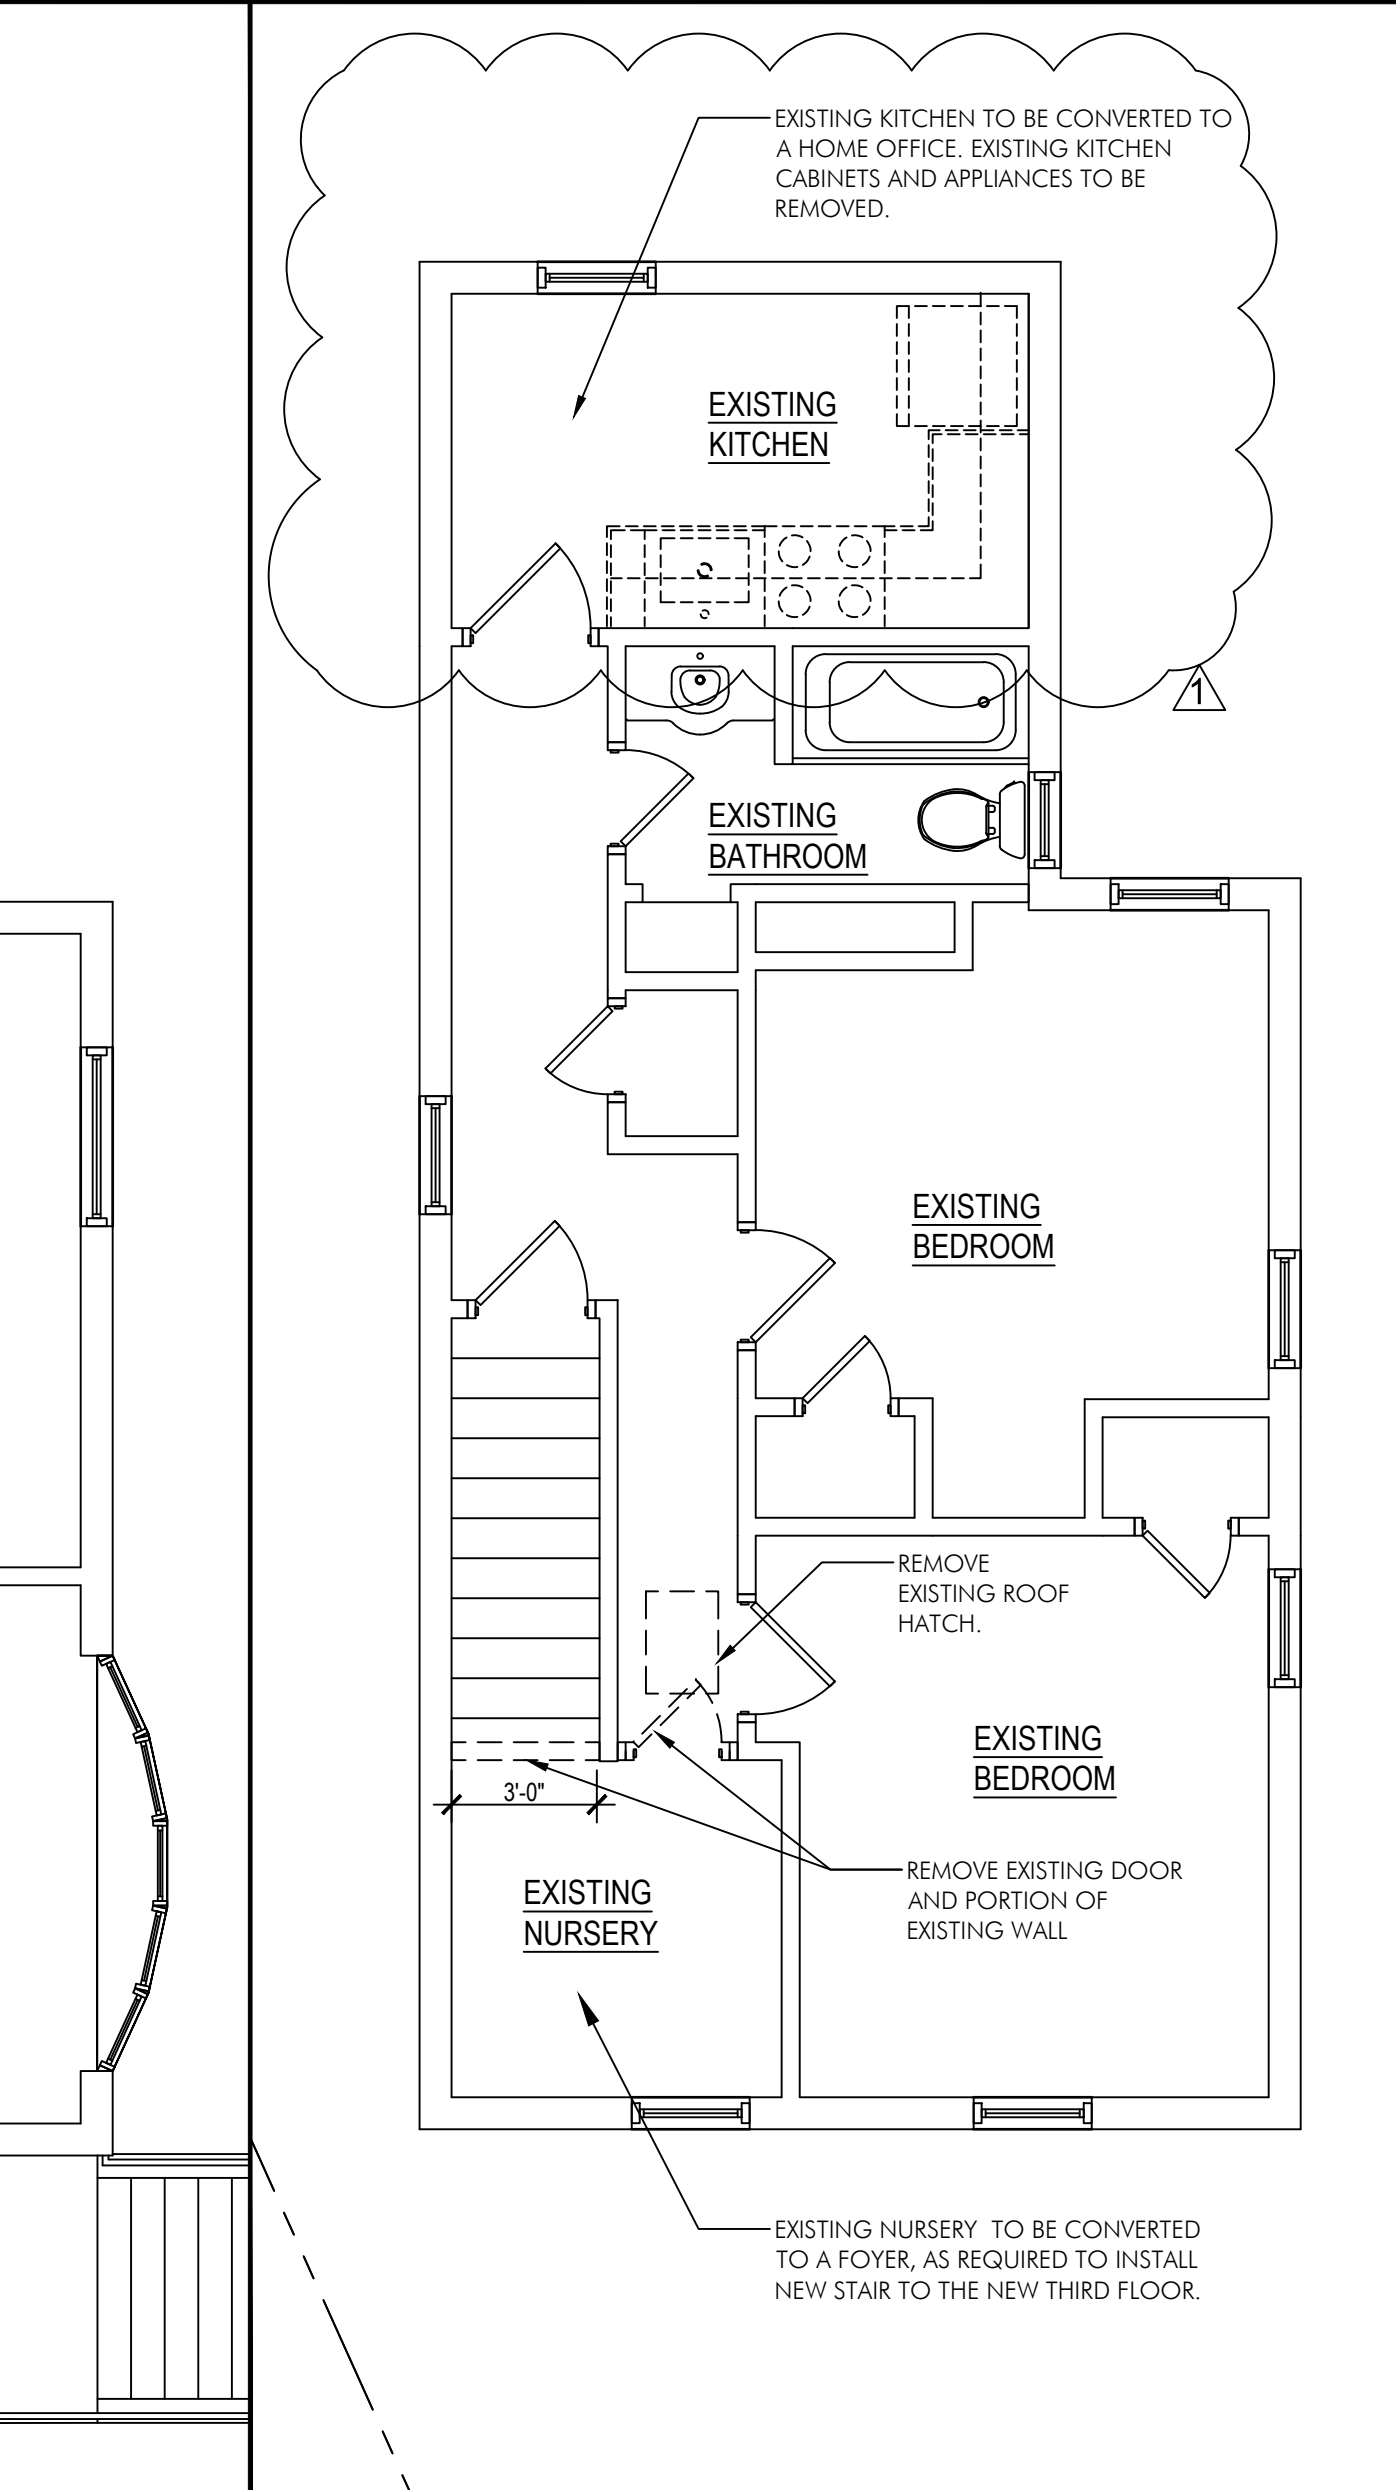 EXISTING KITCHEN TO BE CONVERTED TO
A HOME OFFICE. EXISTING KITCHEN
CABINETS AND APPLIANCES TO BE
REMOVED.
EXISTING
KITCHEN
1
EXISTING
BATHROOM
EXISTING
BEDROOM
REMOVE
EXISTING ROOF
HATCH.
EXISTING
BEDROOM
3'-0"
REMOVE EXISTING DOOR
AND PORTION OF
EXISTING WALL
EXISTING
NURSERY
EXISTING NURSERY  TO BE CONVERTED
TO A FOYER, AS REQUIRED TO INSTALL
NEW STAIR TO THE NEW THIRD FLOOR.